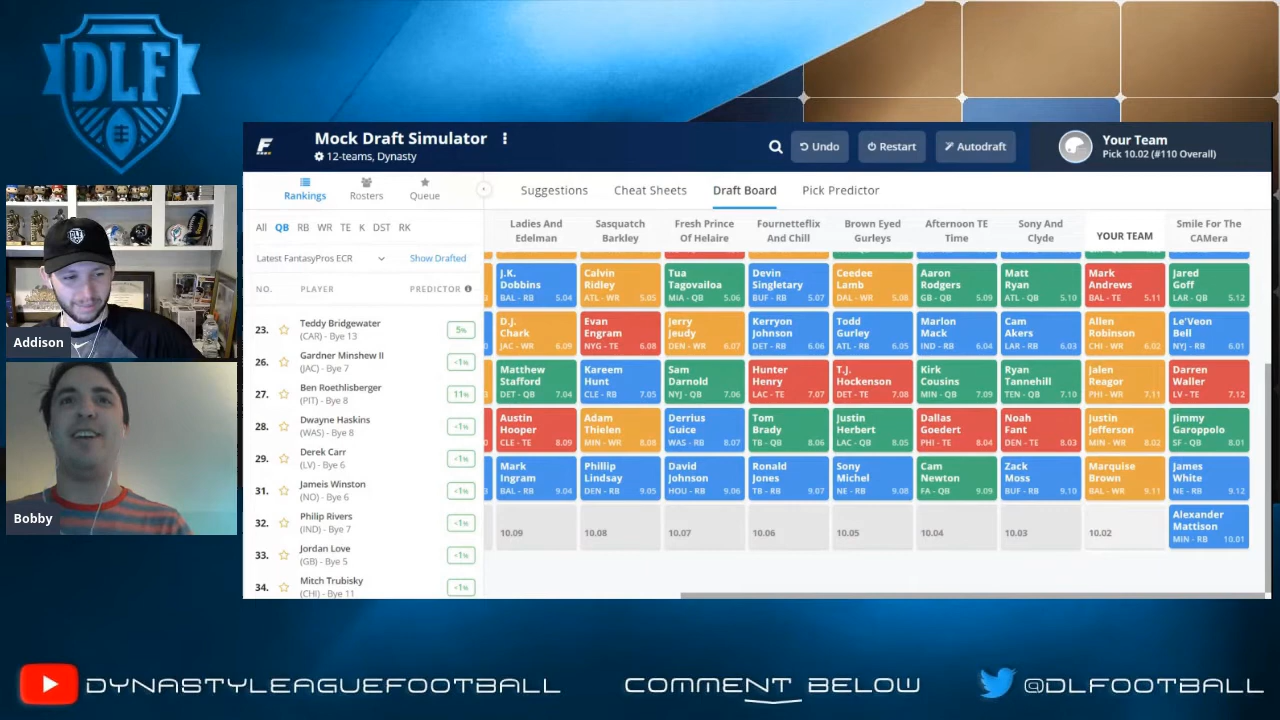 DLF
Addison
Bobby
F
Mock Draft Simulator
12-teams, Dynasty
Undo
Restart
Autodraft
Your Team
Pick 10.02 (#110 Overall)
Rankings
Rosters
Queue
Suggestions
Cheat Sheets
Draft Board
Pick Predictor
All QB RB WR TE K DST RK
Latest FantasyPros ECR
Show Drafted
NO. PLAYER PREDICTOR
23. Teddy Bridgewater 5%
(CAR) - Bye 13
26. Gardner Minshew II <1%
(JAC) - Bye 7
27. Ben Roethlisberger 11%
(PIT) - Bye 8
28. Dwayne Haskins <1%
(WAS) - Bye 8
29. Derek Carr <1%
(LV) - Bye 6
31. Jameis Winston <1%
(NO) - Bye 6
32. Philip Rivers <1%
(IND) - Bye 7
33. Jordan Love <1%
(GB) - Bye 5
34. Mitch Trubisky <1%
(CHI) - Bye 11
Ladies And
Edelman
Sasquatch
Barkley
Fresh Prince
Of Helaire
Fournetteflix
And Chill
Brown Eyed
Gurleys
Afternoon TE
Time
Sony And
Clyde
YOUR TEAM
Smile For The
CAMera
J.K.
Dobbins
BAL - RB 5.04
Calvin
Ridley
ATL - WR 5.05
Tua
Tagovailoa
MIA - QB 5.06
Devin
Singletary
BUF - RB 5.07
Ceedee
Lamb
DAL - WR 5.08
Aaron
Rodgers
GB - QB 5.09
Matt
Ryan
ATL - QB 5.10
Mark
Andrews
BAL - TE 5.11
Jared
Goff
LAR - QB 5.12
D.J.
Chark
JAC - WR 6.09
Evan
Engram
NYG - TE 6.08
Jerry
Jeudy
DEN - WR 6.07
Kerryon
Johnson
DET - RB 6.06
Todd
Gurley
ATL - RB 6.05
Marlon
Mack
IND - RB 6.04
Cam
Akers
LAR - RB 6.03
Allen
Robinson
CHI - WR 6.02
Le'Veon
Bell
NYJ - RB 6.01
Matthew
Stafford
DET - QB 7.04
Kareem
Hunt
CLE - RB 7.05
Sam
Darnold
NYJ - QB 7.06
Hunter
Henry
LAC - TE 7.07
T.J.
Hockenson
DET - TE 7.08
Kirk
Cousins
MIN - QB 7.09
Ryan
Tannehill
TEN - QB 7.10
Jalen
Reagor
PHI - WR 7.11
Darren
Waller
LV - TE 7.12
Austin
Hooper
CLE - TE 8.09
Adam
Thielen
MIN - WR 8.08
Derrius
Guice
WAS - RB 8.07
Tom
Brady
TB - QB 8.06
Justin
Herbert
LAC - QB 8.05
Dallas
Goedert
PHI - TE 8.04
Noah
Fant
DEN - TE 8.03
Justin
Jefferson
MIN - WR 8.02
Jimmy
Garoppolo
SF - QB 8.01
Mark
Ingram
BAL - RB 9.04
Phillip
Lindsay
DEN - RB 9.05
David
Johnson
HOU - RB 9.06
Ronald
Jones
TB - RB 9.07
Sony
Michel
NE - RB 9.08
Cam
Newton
FA - QB 9.09
Zack
Moss
BUF - RB 9.10
Marquise
Brown
BAL - WR 9.11
James
White
NE - RB 9.12
10.09
10.08
10.07
10.06
10.05
10.04
10.03
10.02
Alexander
Mattison
MIN - RB 10.01
DYNASTYLEAGUEFOOTBALL
COMMENT BELOW
@DLFOOTBALL